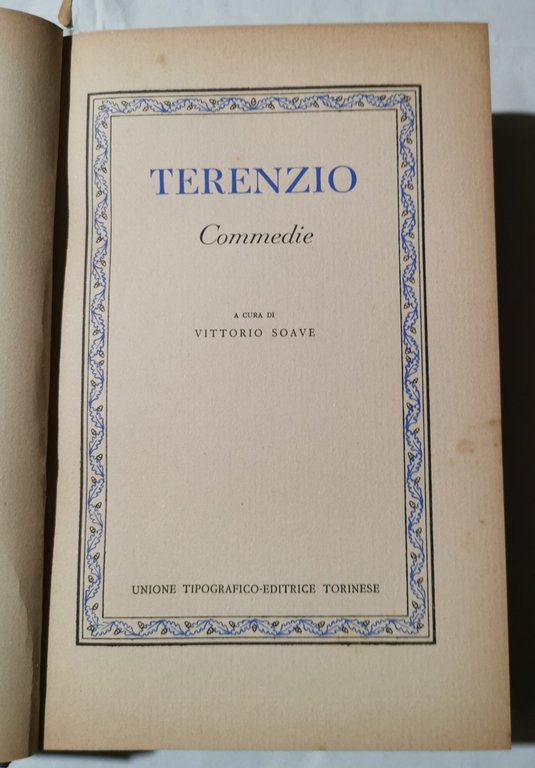 TERENZIO
Commedie
A CURA DI
VITTORIO SOAVE
UNIONE TIPOGRAFICO-EDITRICE TORINESE